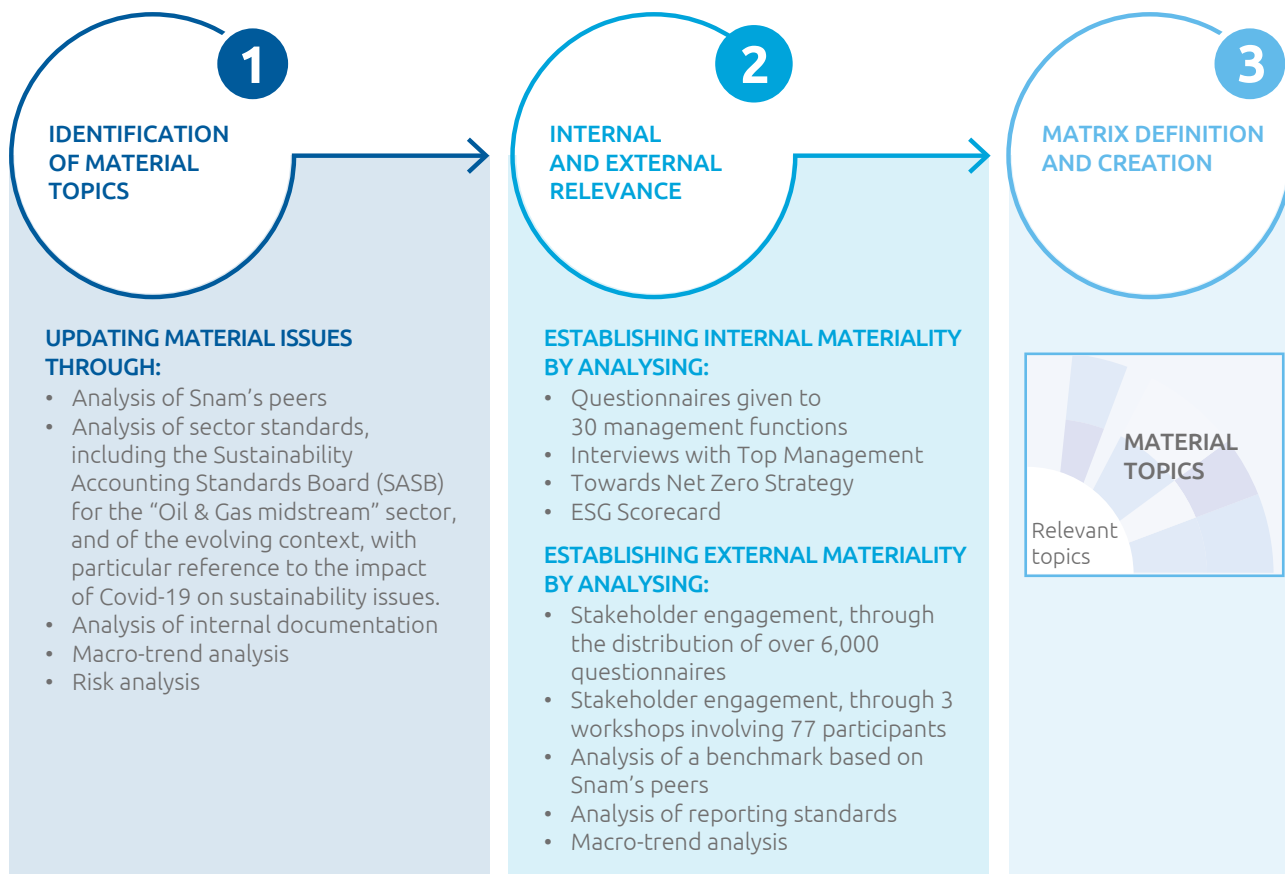 1
IDENTIFICATION
OF MATERIAL
TOPICS
UPDATING MATERIAL ISSUES
THROUGH:
• Analysis of Snam’s peers
• Analysis of sector standards,
including the Sustainability
Accounting Standards Board (SASB)
for the “Oil & Gas midstream” sector,
and of the evolving context, with
particular reference to the impact
of Covid-19 on sustainability issues.
• Analysis of internal documentation
• Macro-trend analysis
• Risk analysis
2
INTERNAL
AND EXTERNAL
RELEVANCE
ESTABLISHING INTERNAL MATERIALITY
BY ANALYSING:
• Questionnaires given to
30 management functions
• Interviews with Top Management
• Towards Net Zero Strategy
• ESG Scorecard
ESTABLISHING EXTERNAL MATERIALITY
BY ANALYSING:
• Stakeholder engagement, through
the distribution of over 6,000
questionnaires
• Stakeholder engagement, through 3
workshops involving 77 participants
• Analysis of a benchmark based on
Snam’s peers
• Analysis of reporting standards
• Macro-trend analysis
3
MATRIX DEFINITION
AND CREATION
MATERIAL
TOPICS
Relevant
topics